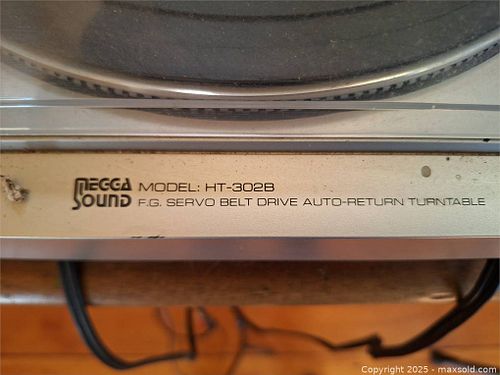 MEGGA
SOUND
MODEL: HT-302B
F.G. SERVO BELT DRIVE AUTO-RETURN TURNTABLE
Copyright © 2025 - maxsold.com